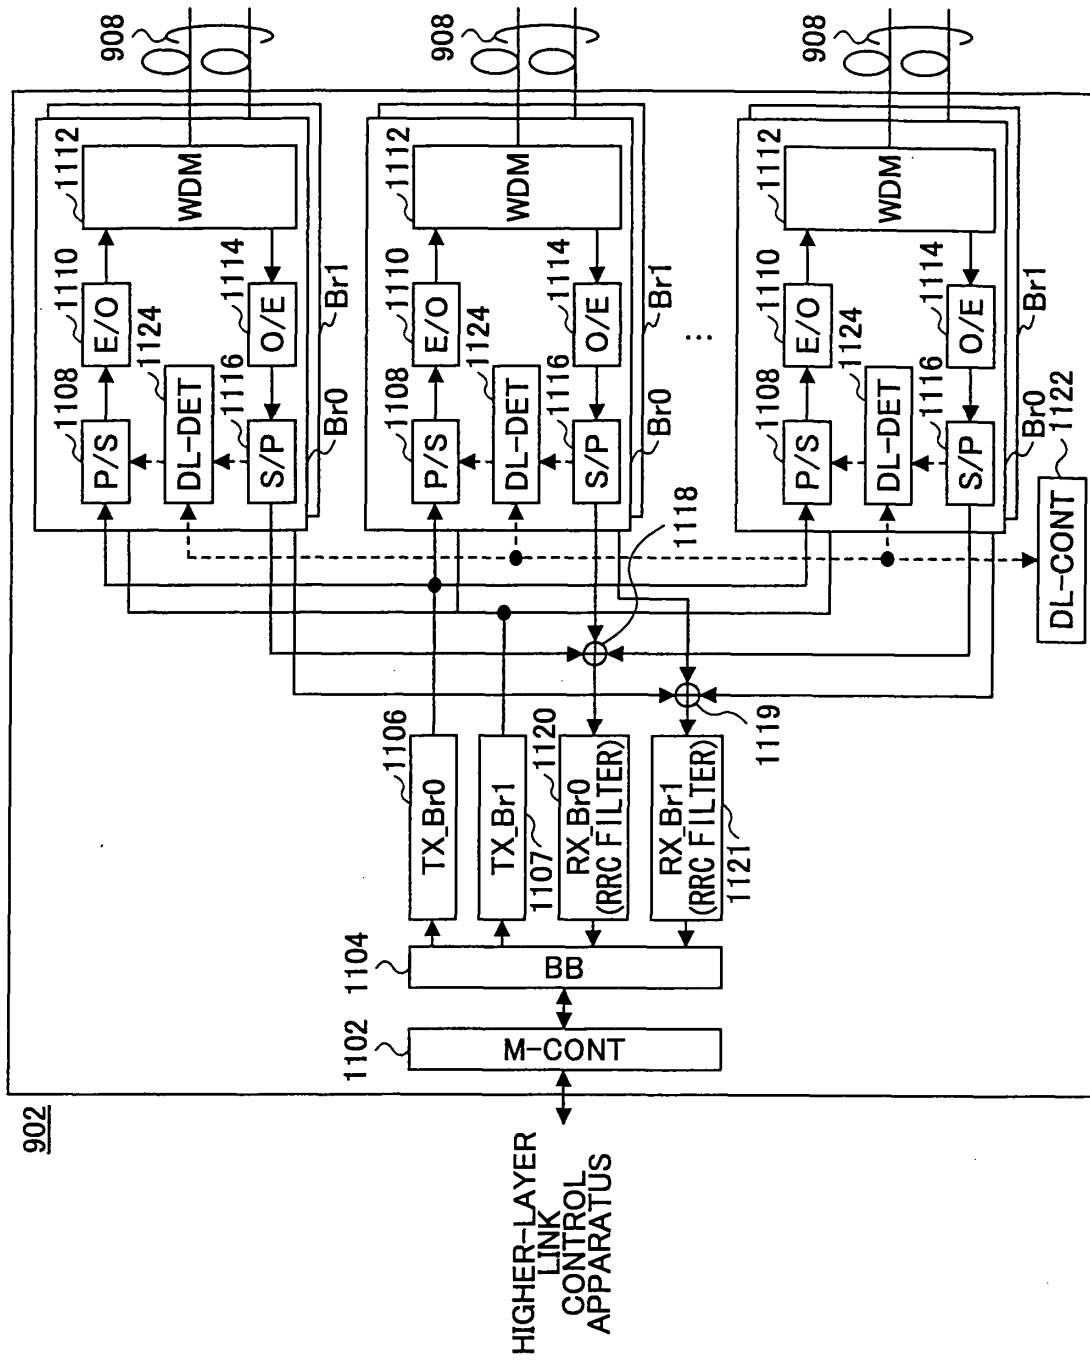 902
HIGHER-LAYER
LINK
CONTROL
APPARATUS
1102
M-CONT
1104
BB
1106
TX_Br0
TX_Br1
1107
1120
RX_Br0
(RRC FILTER)
RX_Br1
(RRC FILTER)
1121
1118
1119
1108
P/S
1110
E/O
1112
WDM
1124
DL-DET
1116
S/P
1114
O/E
Br0
Br1
908
1108
P/S
1110
E/O
1112
WDM
1124
DL-DET
1116
S/P
1114
O/E
Br0
Br1
908
...
1108
P/S
1110
E/O
1112
WDM
1124
DL-DET
1116
S/P
1114
O/E
Br0
Br1
908
1122
DL-CONT